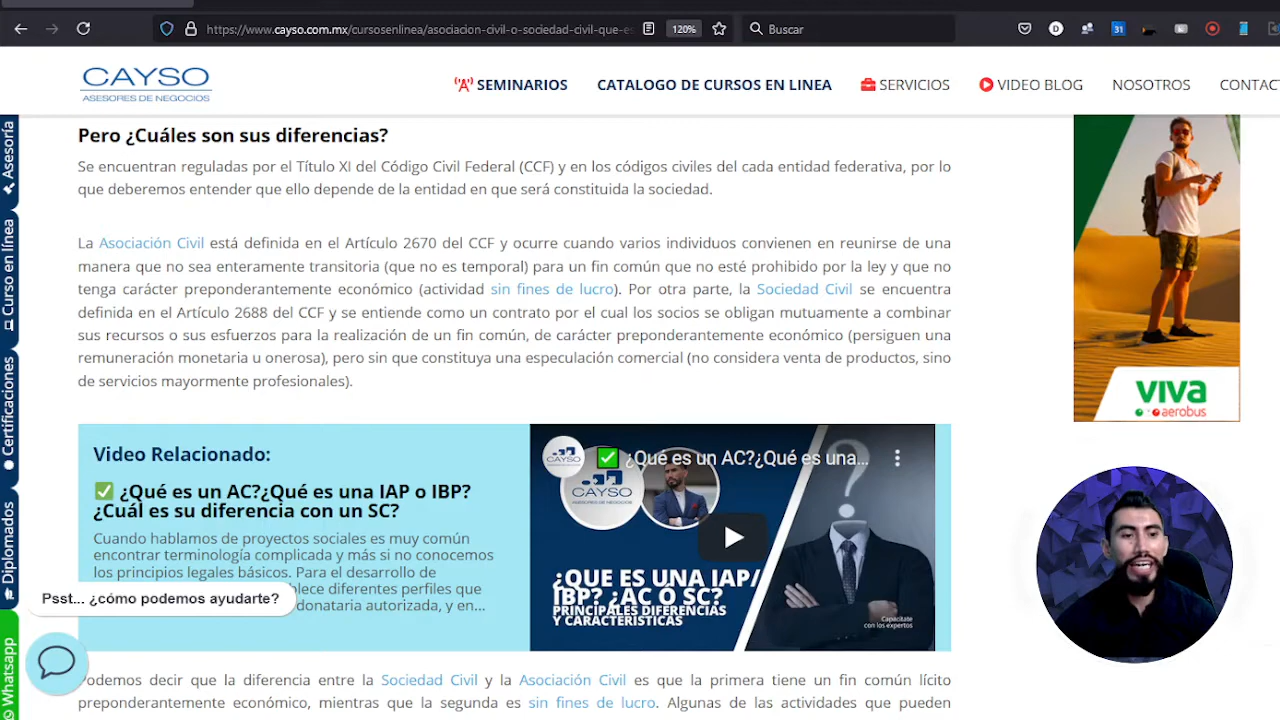 https://www.cayso.com.mx/cursosenlinea/asociacion-civil-o-sociedad-civil-que-es
120%
Buscar
D
31
CAYSO
ASESORES DE NEGOCIOS
SEMINARIOS
CATALOGO DE CURSOS EN LINEA
SERVICIOS
VIDEO BLOG
NOSOTROS
CONTAC
Asesoría
Curso en línea
Certificaciones
Diplomados
Whatsapp
Pero ¿Cuáles son sus diferencias?
Se encuentran reguladas por el Título XI del Código Civil Federal (CCF) y en los códigos civiles del cada entidad federativa, por lo
que deberemos entender que ello depende de la entidad en que será constituida la sociedad.
La Asociación Civil está definida en el Artículo 2670 del CCF y ocurre cuando varios individuos convienen en reunirse de una
manera que no sea enteramente transitoria (que no es temporal) para un fin común que no esté prohibido por la ley y que no
tenga carácter preponderantemente económico (actividad sin fines de lucro). Por otra parte, la Sociedad Civil se encuentra
definida en el Artículo 2688 del CCF y se entiende como un contrato por el cual los socios se obligan mutuamente a combinar
sus recursos o sus esfuerzos para la realización de un fin común, de carácter preponderantemente económico (persiguen una
remuneración monetaria u onerosa), pero sin que constituya una especulación comercial (no considera venta de productos, sino
de servicios mayormente profesionales).
viva
aerobus
Video Relacionado:
✅ ¿Qué es un AC?¿Qué es una IAP o IBP?
¿Cuál es su diferencia con un SC?
Cuando hablamos de proyectos sociales es muy común
encontrar terminología complicada y más si no conocemos
los principios legales básicos. Para el desarrollo de
blece diferentes perfiles que
donataria autorizada, y en...
CAYSO
✅ ¿Qué es un AC?¿Qué es una...
CAYSO
ASESORES DE NEGOCIOS
¿QUE ES UNA IAP/
IBP? ¿AC O SC?
PRINCIPALES DIFERENCIAS
Y CARACTERISTICAS
Capacítate
con los expertos
Psst... ¿cómo podemos ayudarte?
Podemos decir que la diferencia entre la Sociedad Civil y la Asociación Civil es que la primera tiene un fin común lícito
preponderantemente económico, mientras que la segunda es sin fines de lucro. Algunas de las actividades que pueden